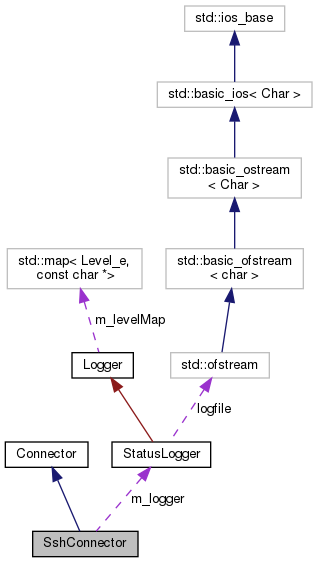 std::ios_base
std::basic_ios< Char >
std::basic_ostream
< Char >
std::map< Level_e,
const char *>
std::basic_ofstream
< char >
m_levelMap
Logger
std::ofstream
logfile
Connector
StatusLogger
m_logger
SshConnector